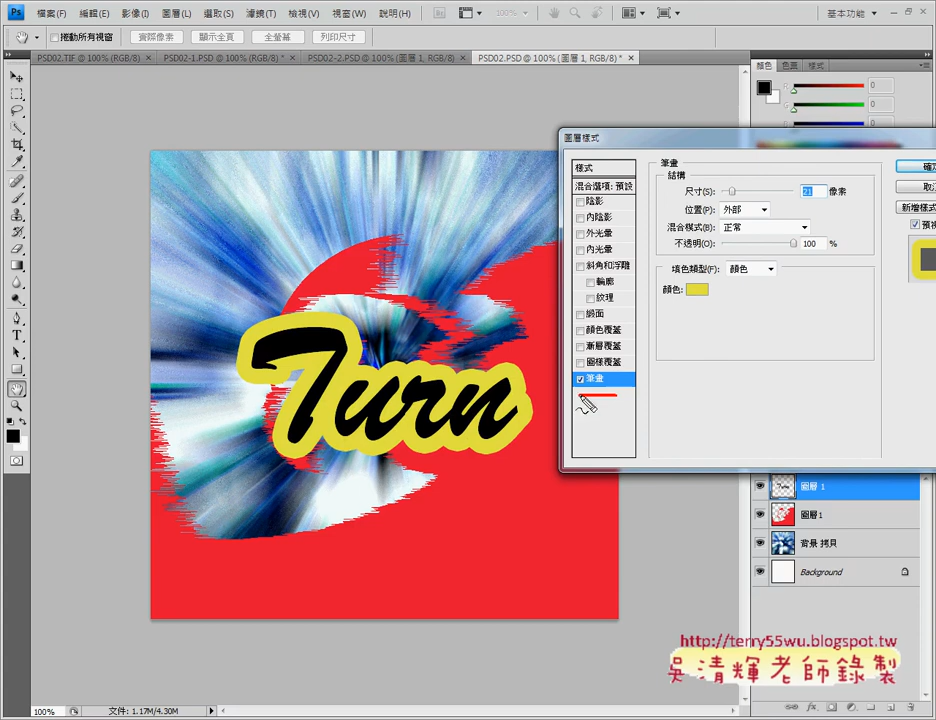 Ps 檔案(F) 編輯(E) 影像(I) 圖層(L) 選取(S) 濾鏡(T) 檢視(V) 視窗(W) 說明(H) 100% 基本功能
捲動所有視窗 實際像素 顯示全頁 全螢幕 列印尺寸
PSD02.TIF @ 100% (RGB/8) PSD02-1.PSD @ 100%(RGB/8) * PSD02-2.PSD @ 100% (圖層 1, RGB/8) PSD02.PSD @ 100% (圖層 1, RGB/8) *
顏色 色票 樣式
0
0
圖層樣式
樣式
混合選項: 預設
陰影
內陰影
外光暈
內光暈
斜角和浮雕
輪廓
紋理
緞面
顏色覆蓋
漸層覆蓋
圖樣覆蓋
筆畫
筆畫
結構
尺寸(S): 21 像素
位置(P): 外部
混合模式(B): 正常
不透明(O): 100 %
填色類型(F): 顏色
顏色:
新增樣式
Turn
圖層 1
圖層 1
背景 拷貝
Background
http://terry55wu.blogspot.tw
吳清輝老師錄製
100% 文件: 1.17M/4.30M